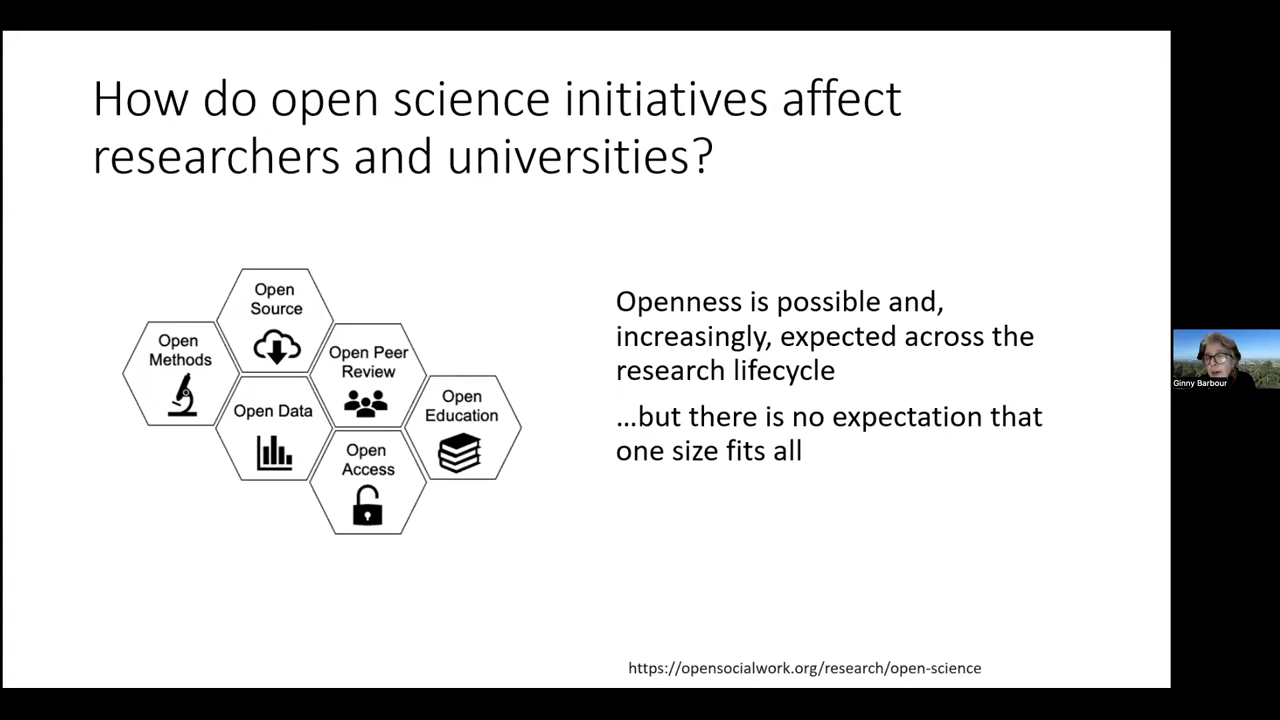 How do open science initiatives affect
researchers and universities?
Open
Source
Open
Methods
Open Peer
Review
Open Data
Open
Education
Open
Access
Openness is possible and,
increasingly, expected across the
research lifecycle
...but there is no expectation that
one size fits all
https://opensocialwork.org/research/open-science
Ginny Barbour